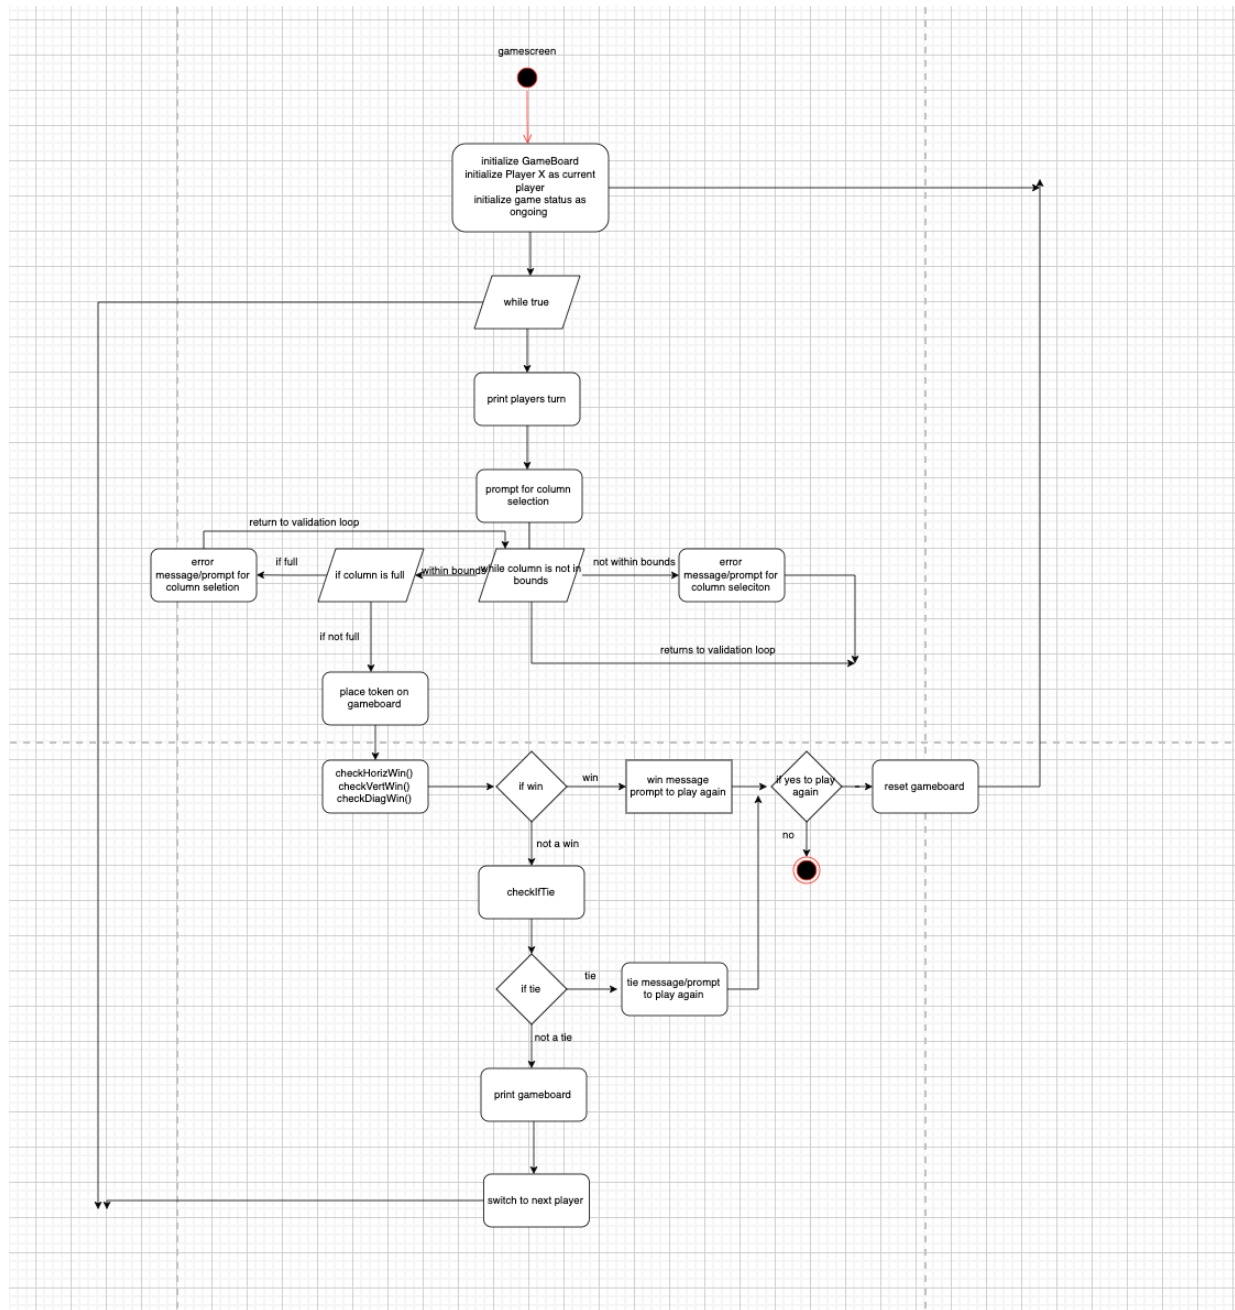 gamescreen
initialize GameBoard
initialize Player X as current
player
initialize game status as
ongoing
while true
print players turn
prompt for column
selection
return to validation loop
error
message/prompt for
column seletion
if full
if column is full
within bounds
while column is not in
bounds
not within bounds
error
message/prompt for
column seleciton
if not full
returns to validation loop
place token on
gameboard
checkHorizWin()
checkVertWin()
checkDiagWin()
if win
win
win message
prompt to play again
if yes to play
again
reset gameboard
no
not a win
checkIfTie
if tie
tie
tie message/prompt
to play again
not a tie
print gameboard
switch to next player